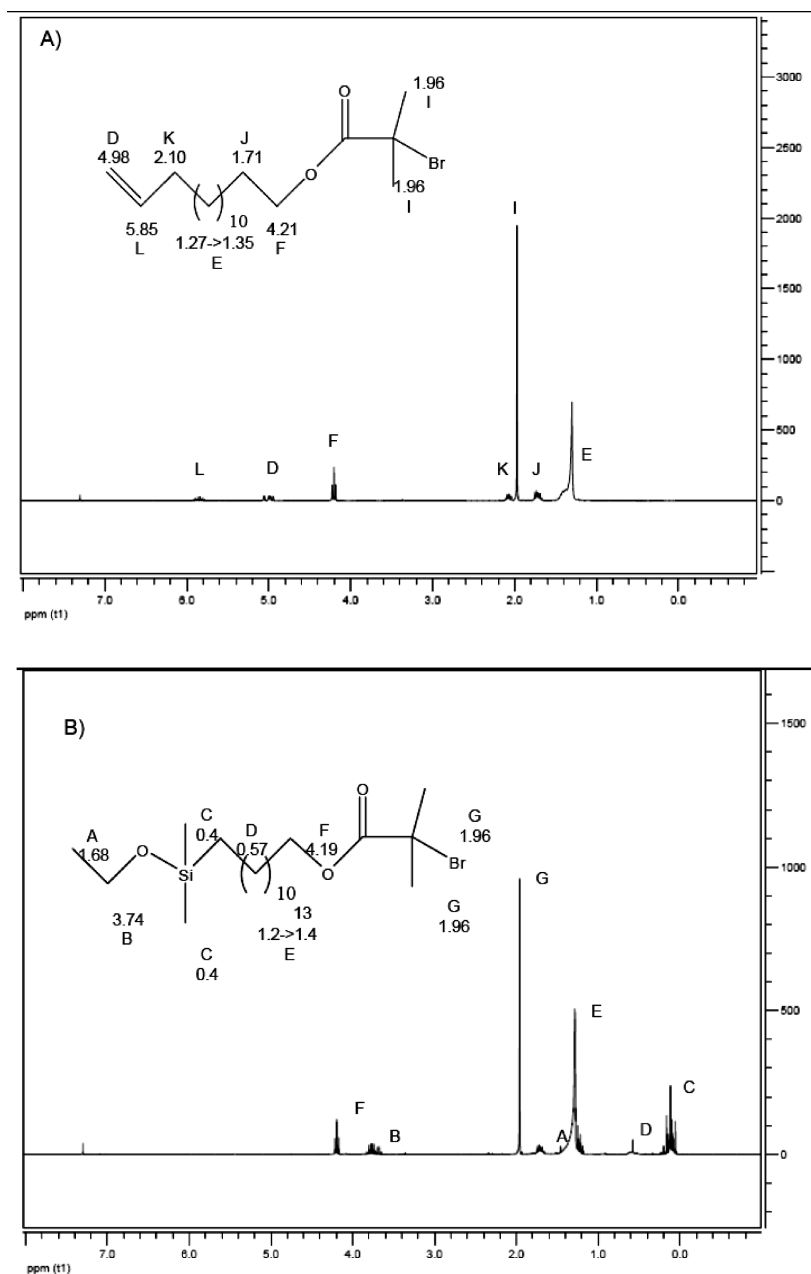 A)
3000
2500
2000
1500
1000
500
0
O
1.96
I
D
4.98
K
2.10
J
1.71
O
Br
1.96
I
10
5.85
L
1.27->1.35
E
4.21
F
I
L
D
F
K
J
E
7.0
6.0
5.0
4.0
3.0
2.0
1.0
0.0
ppm (t1)
B)
1500
1000
500
0
O
A
1.68
O
C
0.4
D
0.57
F
4.19
G
1.96
Si
O
Br
10
13
3.74
B
1.2->1.4
E
G
1.96
C
0.4
G
E
F
B
A
D
C
7.0
6.0
5.0
4.0
3.0
2.0
1.0
0.0
ppm (t1)